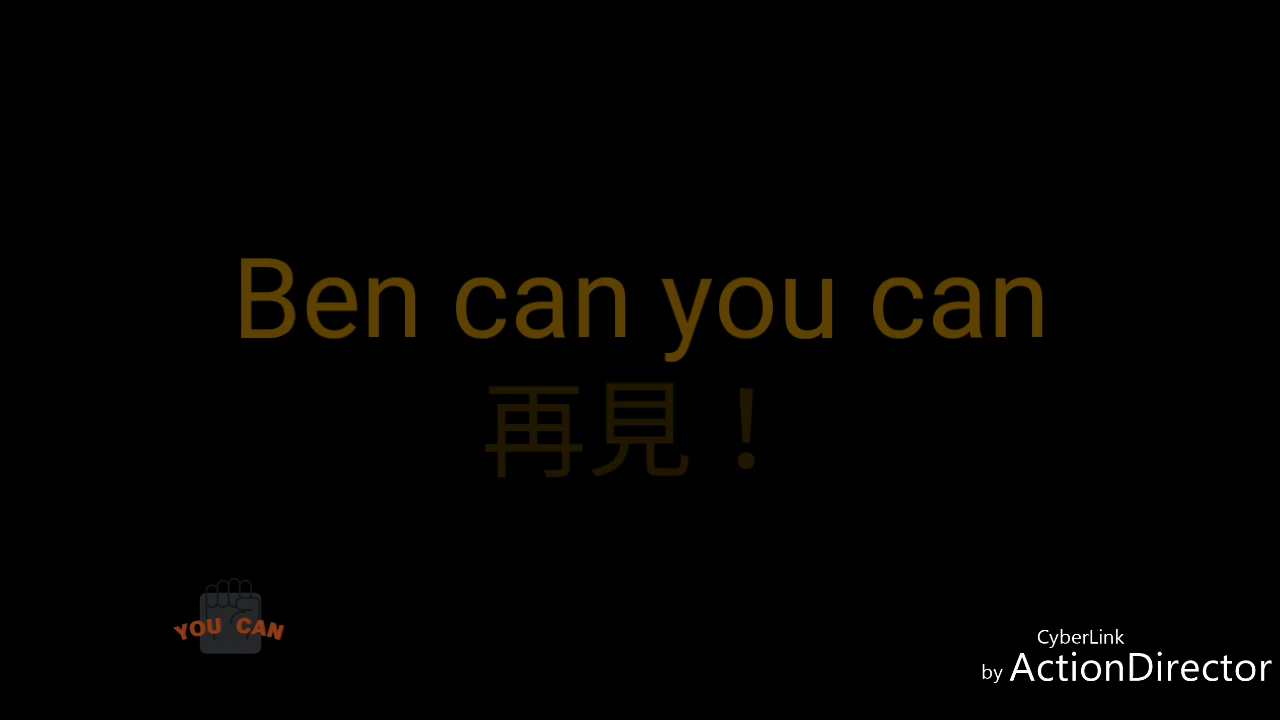 Ben can you can
再見！
YOU CAN
CyberLink
by ActionDirector